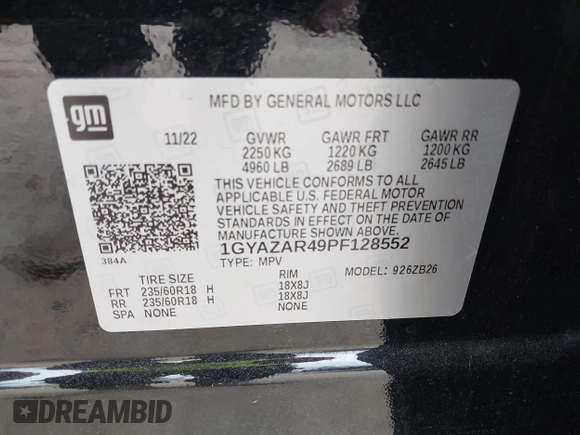 gm
MFD BY GENERAL MOTORS LLC
11/22 GVWR GAWR FRT GAWR RR
2250 KG 1220 KG 1200 KG
4960 LB 2689 LB 2645 LB
THIS VEHICLE CONFORMS TO ALL
APPLICABLE U.S. FEDERAL MOTOR
VEHICLE SAFETY AND THEFT PREVENTION
STANDARDS IN EFFECT ON THE DATE OF
MANUFACTURE SHOWN ABOVE.
1GYAZAR49PF128552
384A TYPE: MPV MODEL: 926ZB26
TIRE SIZE RIM
FRT 235/60R18 H 18X8J
RR 235/60R18 H 18X8J
SPA NONE NONE
DREAMBID